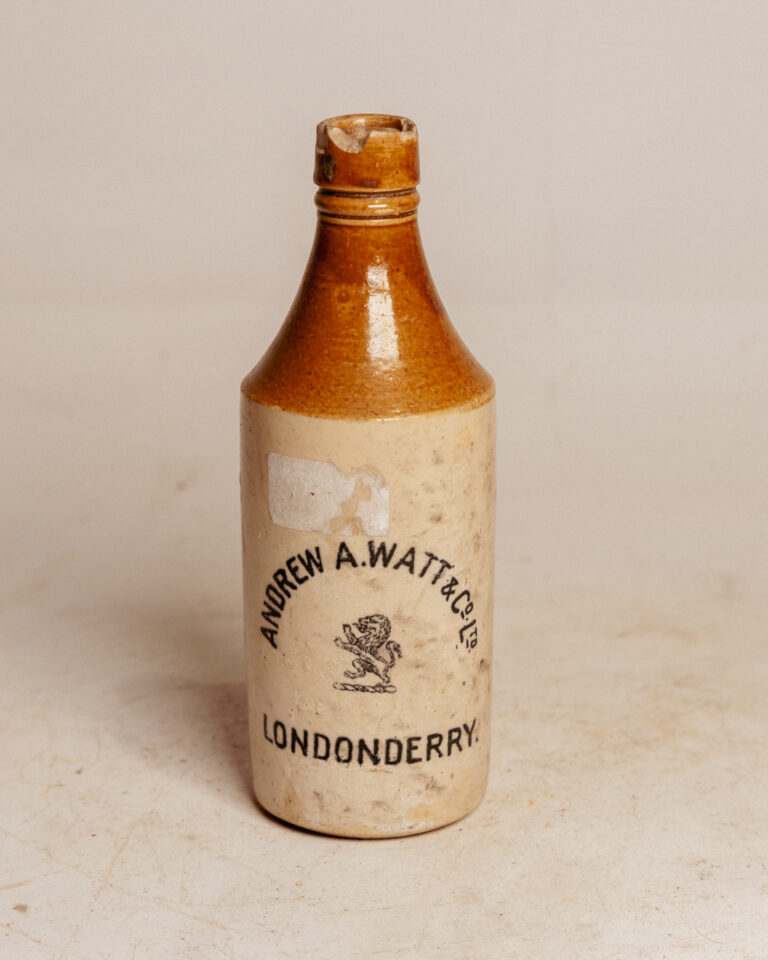 ANDREW A. WATT & CO. LTD.
LONDONDERRY.